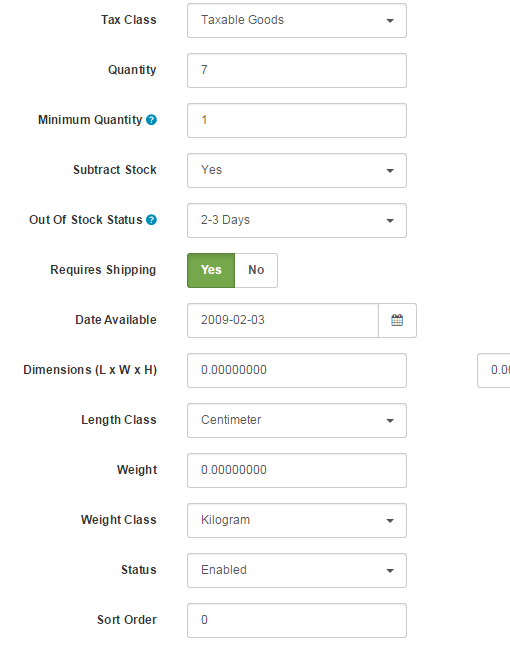 Tax Class Taxable Goods
Quantity 7
Minimum Quantity ? 1
Subtract Stock Yes
Out Of Stock Status ? 2-3 Days
Requires Shipping Yes No
Date Available 2009-02-03
Dimensions (L x W x H) 0.00000000 0.0
Length Class Centimeter
Weight 0.00000000
Weight Class Kilogram
Status Enabled
Sort Order 0